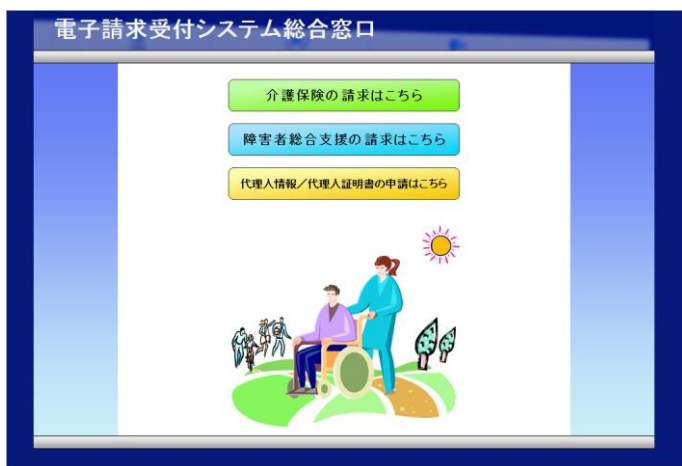 電子請求受付システム総合窓口
介護保険の請求はこちら
障害者総合支援の請求はこちら
代理人情報／代理人証明書の申請はこちら